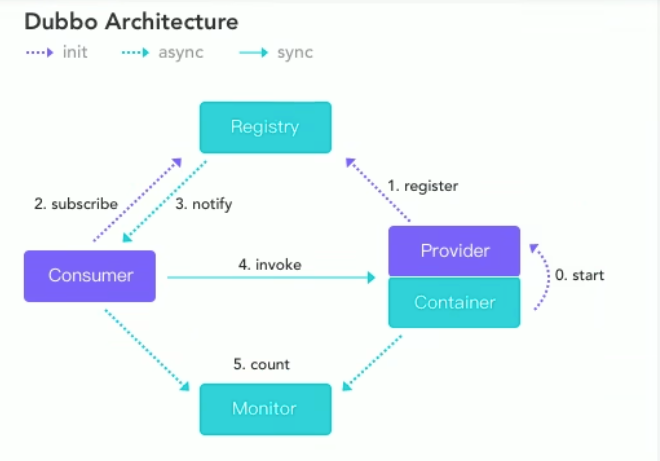 Dubbo Architecture
init async sync
Registry
1. register
2. subscribe
3. notify
Provider
4. invoke
Consumer
0. start
Container
5. count
Monitor